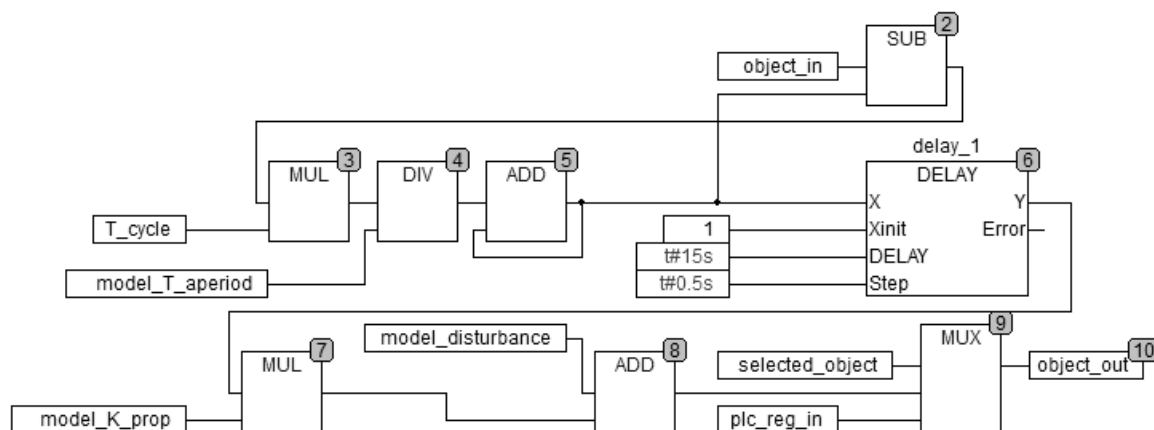 2
SUB
object_in
delay_1
3
MUL
4
DIV
5
ADD
6
DELAY
X
Y
T_cycle
1
Xinit
Error
t#15s
DELAY
model_T_aperiod
t#0.5s
Step
model_disturbance
9
MUX
7
MUL
8
ADD
selected_object
object_out
10
model_K_prop
plc_reg_in